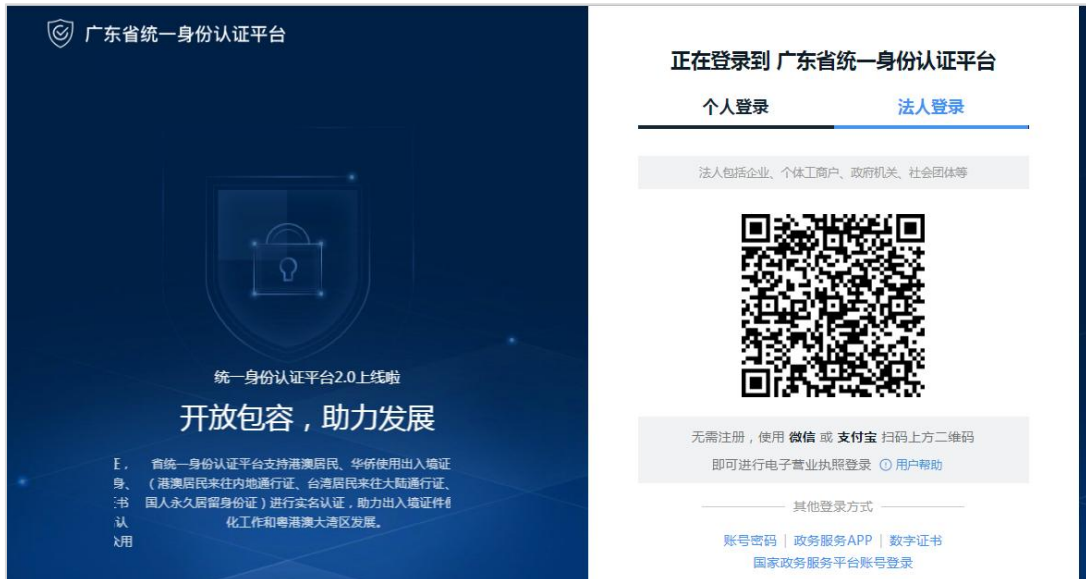 广东省统一身份认证平台
统一身份认证平台2.0上线啦
开放包容，助力发展
省统一身份认证平台支持港澳居民、华侨使用出入境证
（港澳居民来往内地通行证、台湾居民来往大陆通行证、
国人永久居留身份证）进行实名认证，助力出入境证件便
化工作和粤港澳大湾区发展。
正在登录到 广东省统一身份认证平台
个人登录 法人登录
法人包括企业、个体工商户、政府机关、社会团体等
无需注册，使用 微信 或 支付宝 扫码上方二维码
即可进行电子营业执照登录 用户帮助
其他登录方式
账号密码 | 政务服务APP | 数字证书
国家政务服务平台账号登录